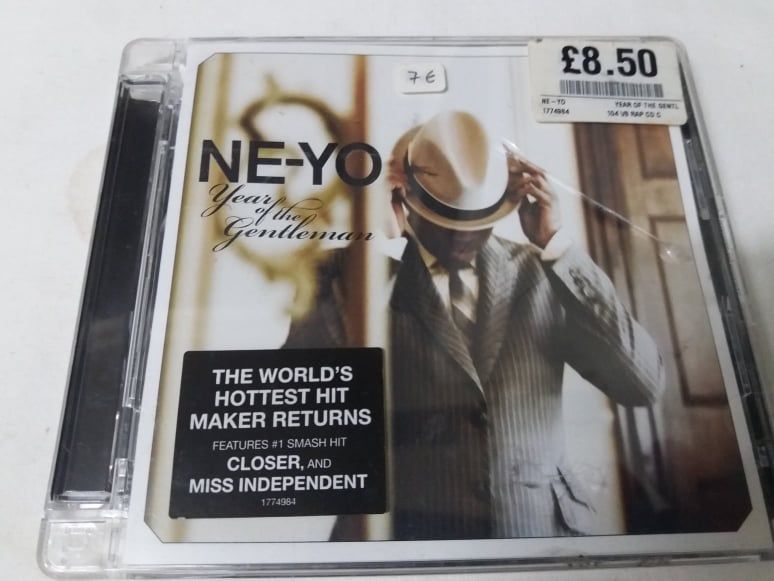 7 €
£8.50
NE-YO YEAR OF THE GENTL
1774984 104 US RAP CD C
NE-YO
Year
of the
Gentleman
THE WORLD'S
HOTTEST HIT
MAKER RETURNS
FEATURES #1 SMASH HIT
CLOSER, AND
MISS INDEPENDENT
1774984